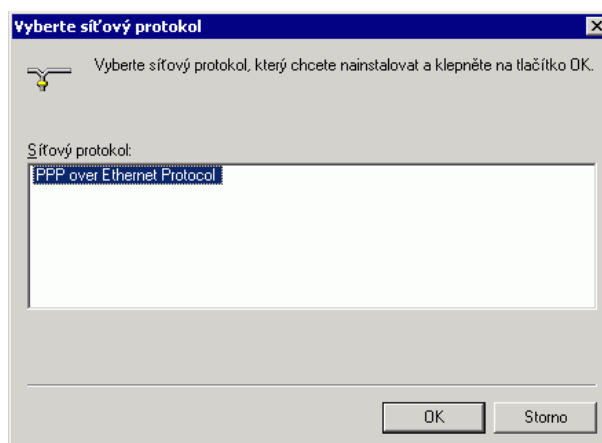 Vyberte síťový protokol
Vyberte síťový protokol, který chcete nainstalovat a klepněte na tlačítko OK.
Síťový protokol:
PPP over Ethernet Protocol
OK
Storno